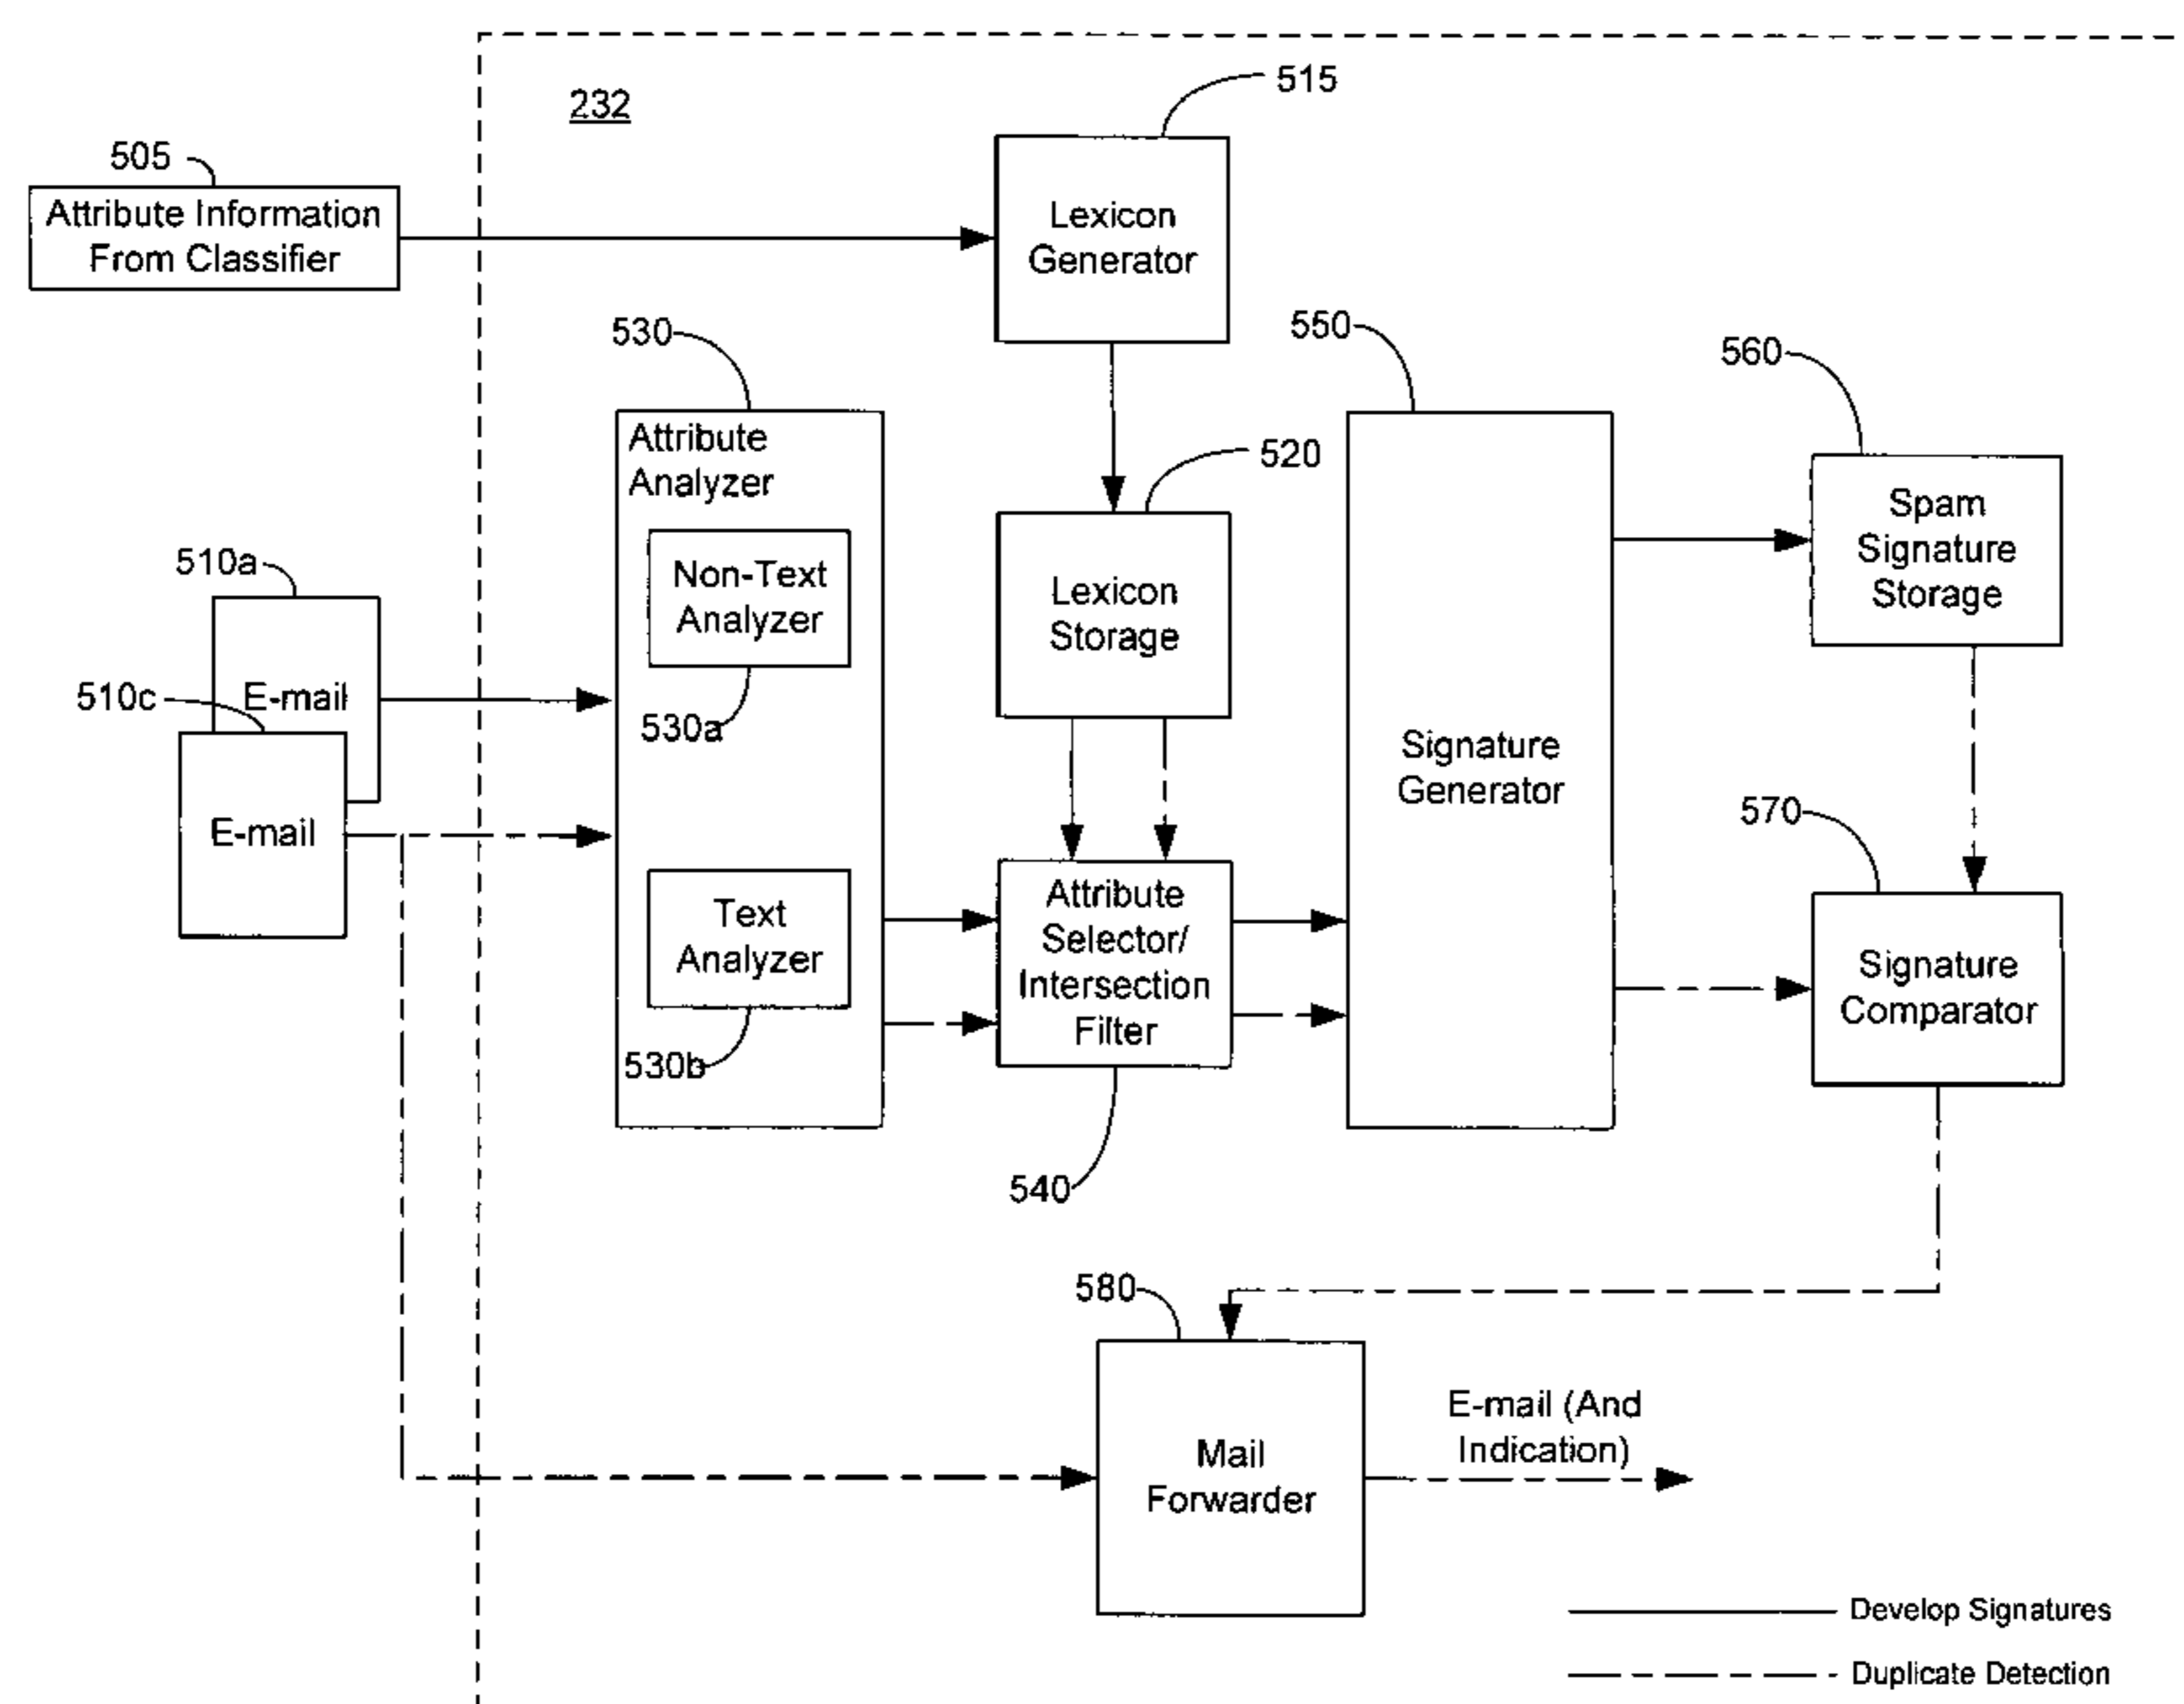 515
232
505
Attribute Information
From Classifier
Lexicon
Generator
530
550
560
Attribute
Analyzer
520
Spam
Signature
Storage
510a
Non-Text
Analyzer
Lexicon
Storage
510c
E-mail
530a
Signature
Generator
E-mail
570
Text
Analyzer
Attribute
Selector/
Intersection
Filter
Signature
Comparator
530b
540
580
E-mail (And
Indication)
Mail
Forwarder
Develop Signatures
Duplicate Detection